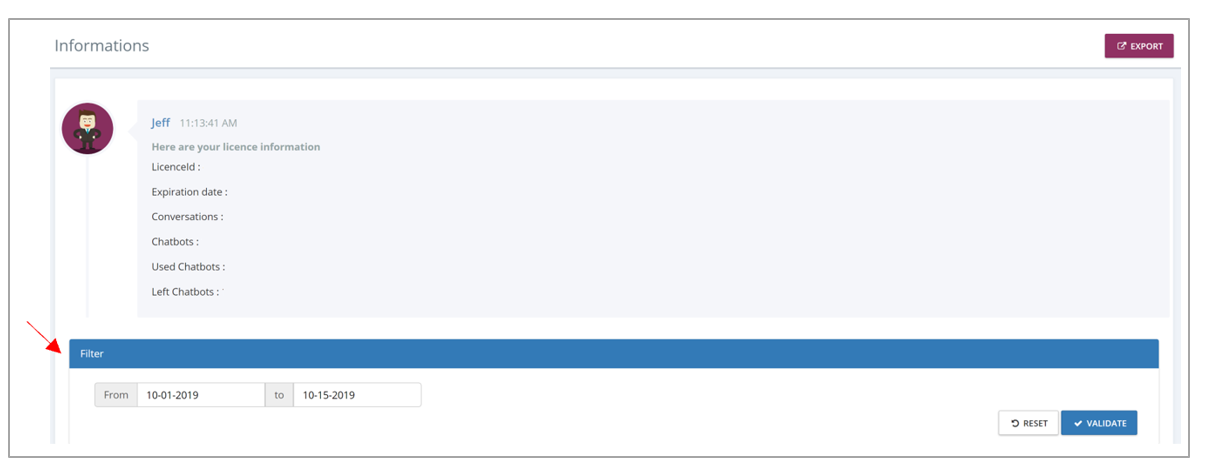 Informations
EXPORT
Jeff 11:13:41 AM
Here are your licence information
LicenceId :
Expiration date :
Conversations :
Chatbots :
Used Chatbots :
Left Chatbots :
Filter
From 10-01-2019 to 10-15-2019
RESET VALIDATE